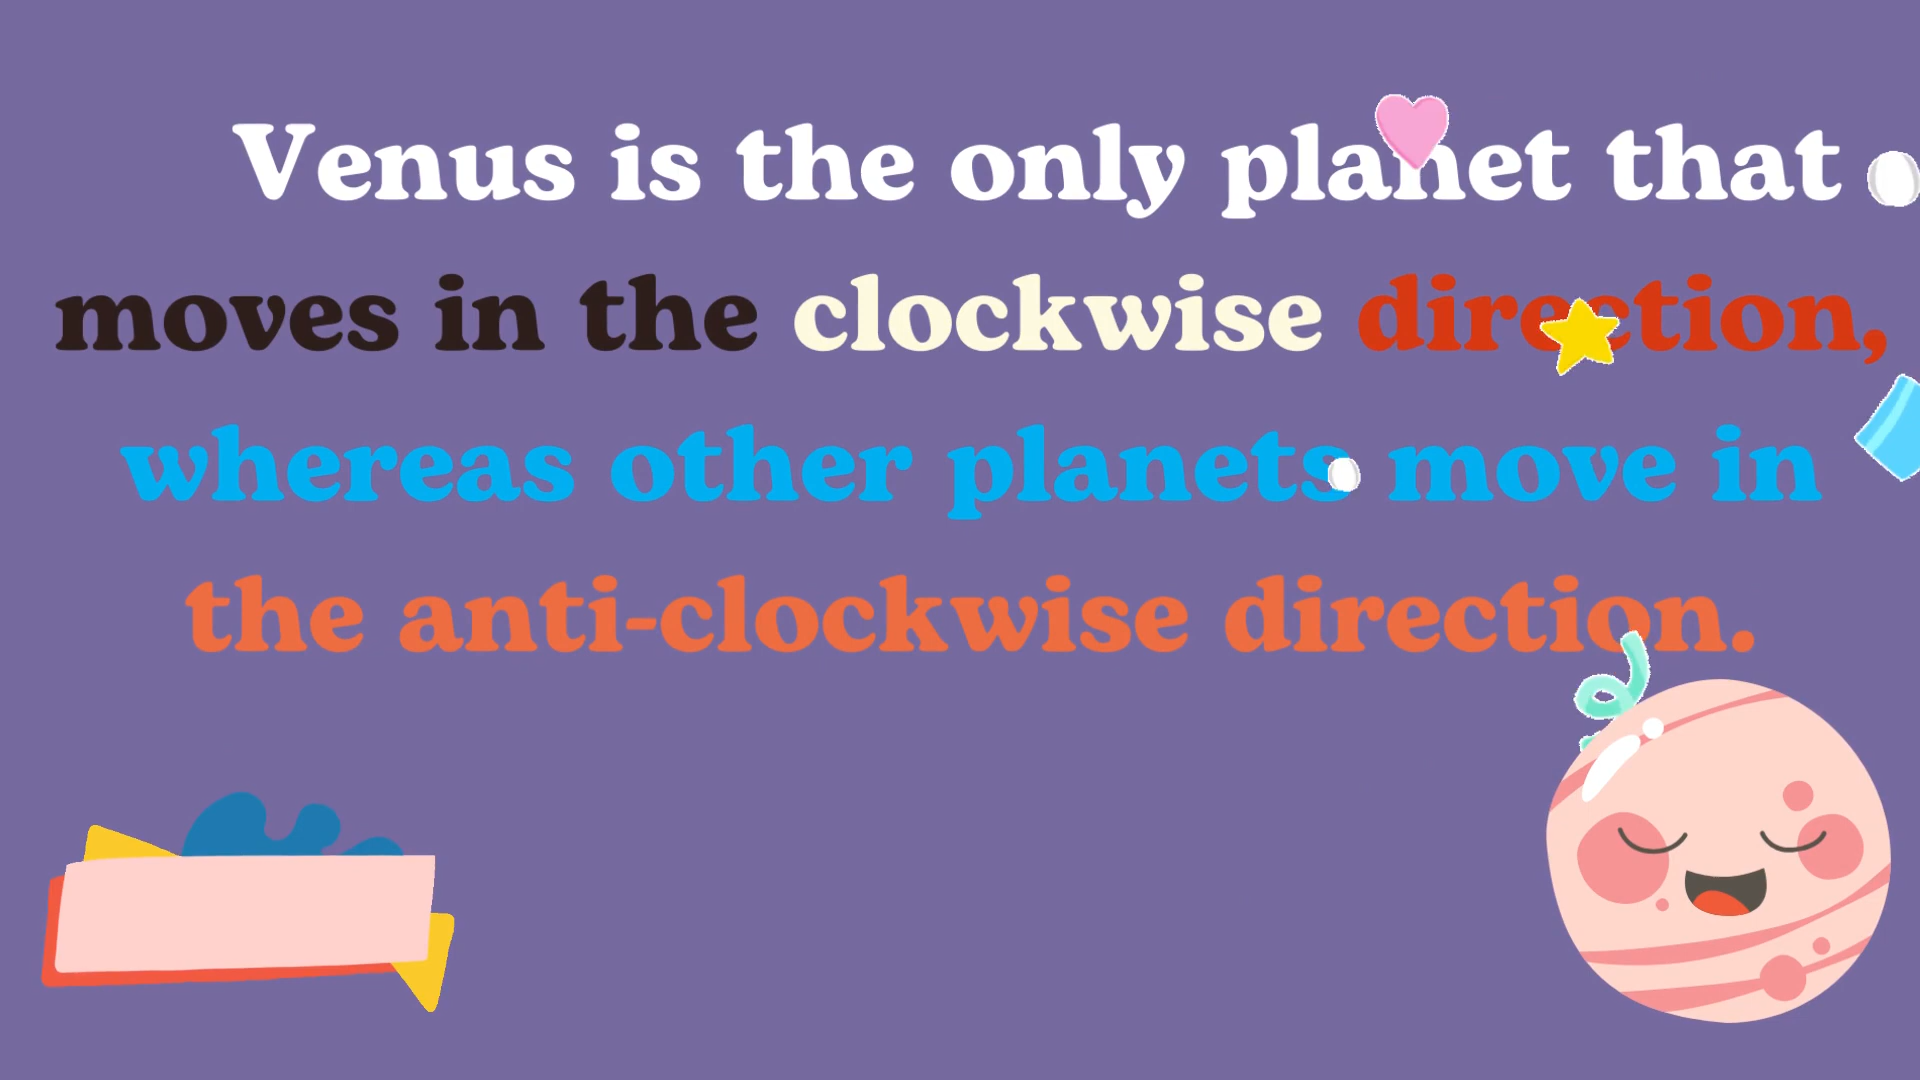 Venus is the only planet that
moves in the clockwise direction,
whereas other planets move in
the anti-clockwise direction.